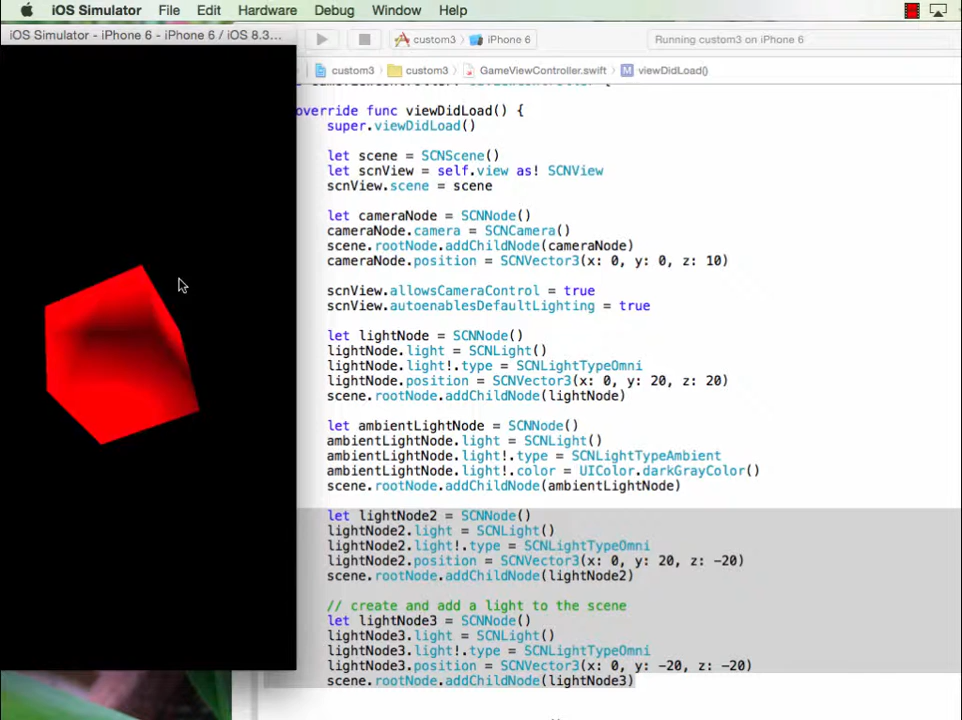 iOS Simulator File Edit Hardware Debug Window Help
iOS Simulator - iPhone 6 - iPhone 6 / iOS 8.3...
custom3 iPhone 6 Running custom3 on iPhone 6
custom3 custom3 GameViewController.swift M viewDidLoad()
override func viewDidLoad() {
super.viewDidLoad()
let scene = SCNScene()
let scnView = self.view as! SCNView
scnView.scene = scene
let cameraNode = SCNNode()
cameraNode.camera = SCNCamera()
scene.rootNode.addChildNode(cameraNode)
cameraNode.position = SCNVector3(x: 0, y: 0, z: 10)
scnView.allowsCameraControl = true
scnView.autoenablesDefaultLighting = true
let lightNode = SCNNode()
lightNode.light = SCNLight()
lightNode.light!.type = SCNLightTypeOmni
lightNode.position = SCNVector3(x: 0, y: 20, z: 20)
scene.rootNode.addChildNode(lightNode)
let ambientLightNode = SCNNode()
ambientLightNode.light = SCNLight()
ambientLightNode.light!.type = SCNLightTypeAmbient
ambientLightNode.light!.color = UIColor.darkGrayColor()
scene.rootNode.addChildNode(ambientLightNode)
let lightNode2 = SCNNode()
lightNode2.light = SCNLight()
lightNode2.light!.type = SCNLightTypeOmni
lightNode2.position = SCNVector3(x: 0, y: 20, z: -20)
scene.rootNode.addChildNode(lightNode2)
// create and add a light to the scene
let lightNode3 = SCNNode()
lightNode3.light = SCNLight()
lightNode3.light!.type = SCNLightTypeOmni
lightNode3.position = SCNVector3(x: 0, y: -20, z: -20)
scene.rootNode.addChildNode(lightNode3)